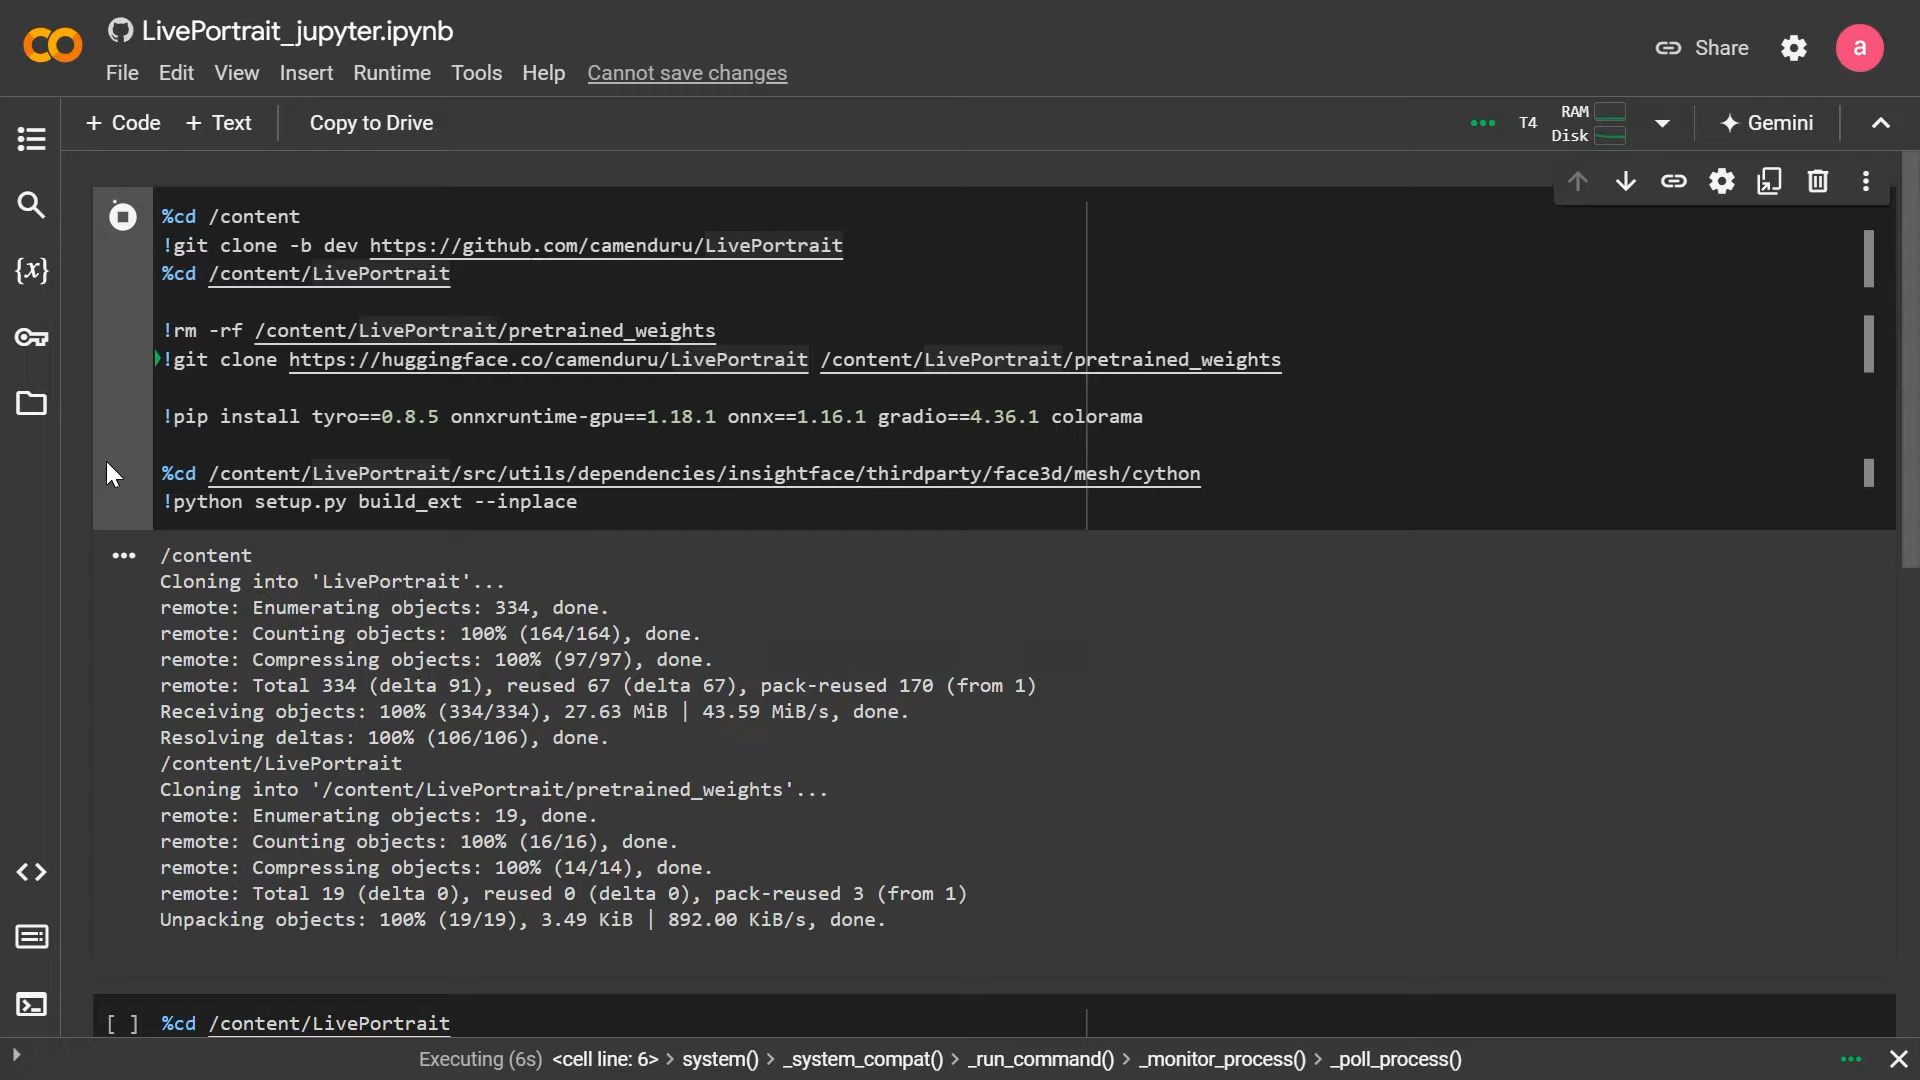 LivePortrait_jupyter.ipynb
File Edit View Insert Runtime Tools Help Cannot save changes
Share
a
+ Code + Text Copy to Drive
T4 RAM Disk Gemini
%cd /content
!git clone -b dev https://github.com/camenduru/LivePortrait
%cd /content/LivePortrait
!rm -rf /content/LivePortrait/pretrained_weights
!git clone https://huggingface.co/camenduru/LivePortrait /content/LivePortrait/pretrained_weights
!pip install tyro==0.8.5 onnxruntime-gpu==1.18.1 onnx==1.16.1 gradio==4.36.1 colorama
%cd /content/LivePortrait/src/utils/dependencies/insightface/thirdparty/face3d/mesh/cython
!python setup.py build_ext --inplace
/content
Cloning into 'LivePortrait'...
remote: Enumerating objects: 334, done.
remote: Counting objects: 100% (164/164), done.
remote: Compressing objects: 100% (97/97), done.
remote: Total 334 (delta 91), reused 67 (delta 67), pack-reused 170 (from 1)
Receiving objects: 100% (334/334), 27.63 MiB | 43.59 MiB/s, done.
Resolving deltas: 100% (106/106), done.
/content/LivePortrait
Cloning into '/content/LivePortrait/pretrained_weights'...
remote: Enumerating objects: 19, done.
remote: Counting objects: 100% (16/16), done.
remote: Compressing objects: 100% (14/14), done.
remote: Total 19 (delta 0), reused 0 (delta 0), pack-reused 3 (from 1)
Unpacking objects: 100% (19/19), 3.49 KiB | 892.00 KiB/s, done.
[ ] %cd /content/LivePortrait
Executing (6s) <cell line: 6> > system() > _system_compat() > _run_command() > _monitor_process() > _poll_process()